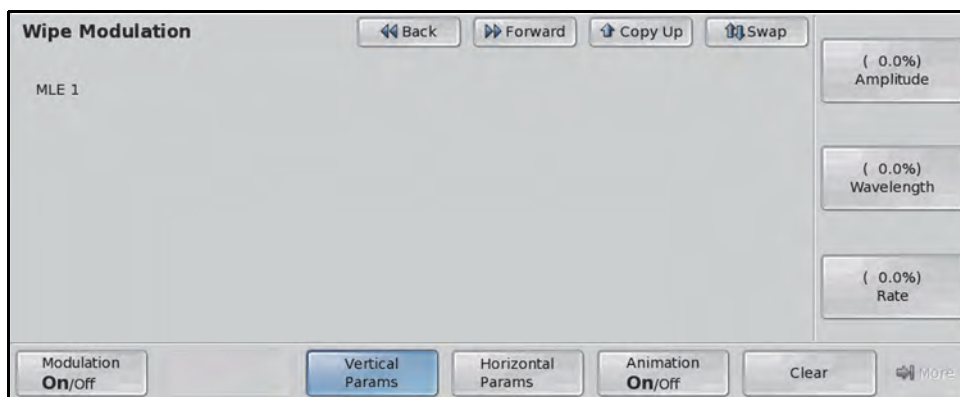 Wipe Modulation
Back
Forward
Copy Up
Swap
MLE 1
( 0.0%)
Amplitude
( 0.0%)
Wavelength
( 0.0%)
Rate
Modulation
On/Off
Vertical
Params
Horizontal
Params
Animation
On/Off
Clear
More